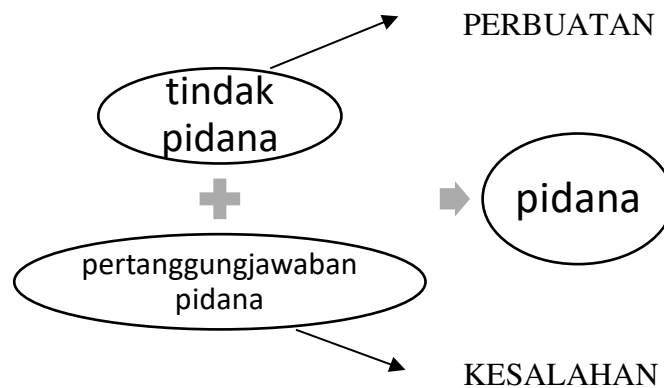 PERBUATAN
tindak
pidana
pidana
pertanggungjawaban
pidana
KESALAHAN